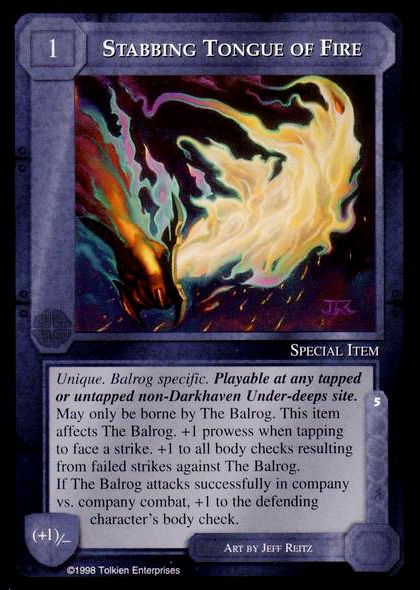 1
STABBING TONGUE OF FIRE
JRR
SPECIAL ITEM
Unique. Balrog specific. Playable at any tapped
or untapped non-Darkhaven Under-deeps site.
May only be borne by The Balrog. This item
affects The Balrog. +1 prowess when tapping
to face a strike. +1 to all body checks resulting
from failed strikes against The Balrog.
If The Balrog attacks successfully in company
vs. company combat, +1 to the defending
character's body check.
5
(+1)/–
ART BY JEFF REITZ
©1998 Tolkien Enterprises